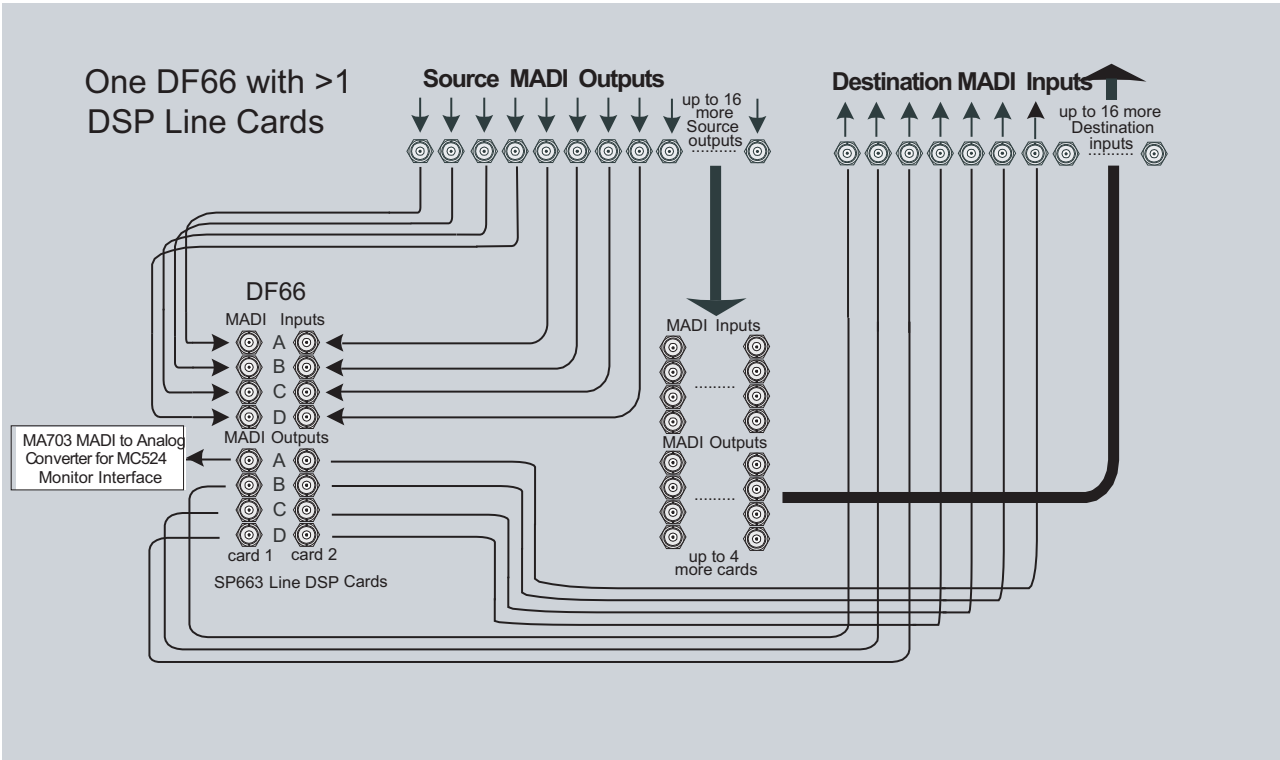 One DF66 with >1
DSP Line Cards
Source MADI Outputs
up to 16
more
Source
outputs
.........
Destination MADI Inputs
up to 16 more
Destination
inputs
.........
DF66
MADI Inputs
A
B
C
D
MADI Outputs
A
B
C
D
card 1 card 2
SP663 Line DSP Cards
MA703 MADI to Analog
Converter for MC524
Monitor Interface
MADI Inputs
.........
MADI Outputs
.........
up to 4
more cards